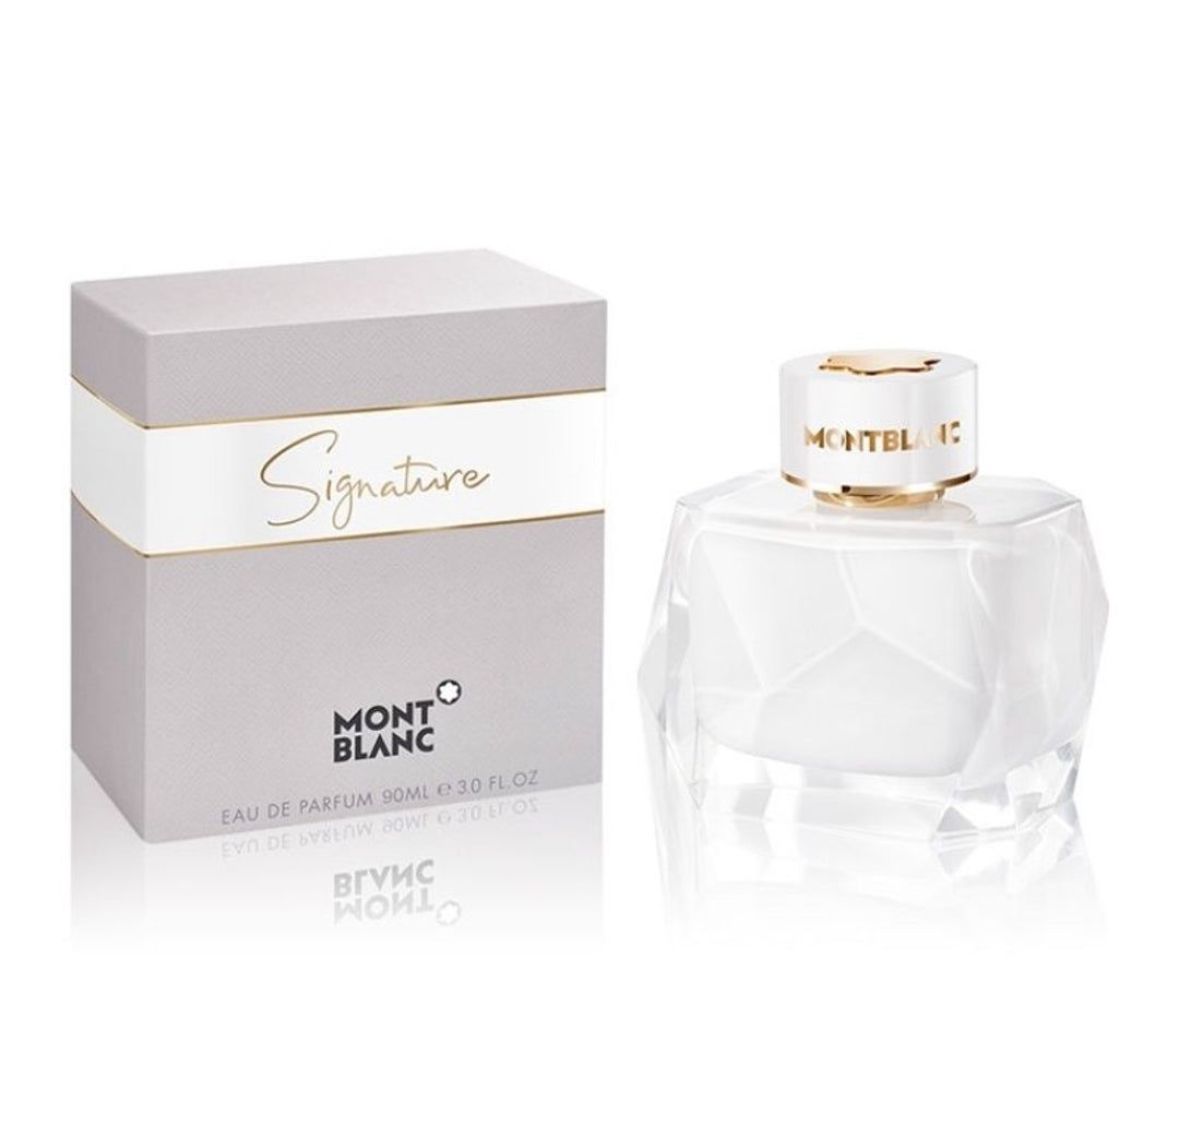 Signature
MONT
BLANC
EAU DE PARFUM 90ML ℮ 3.0 FL.OZ
MONTBLANC